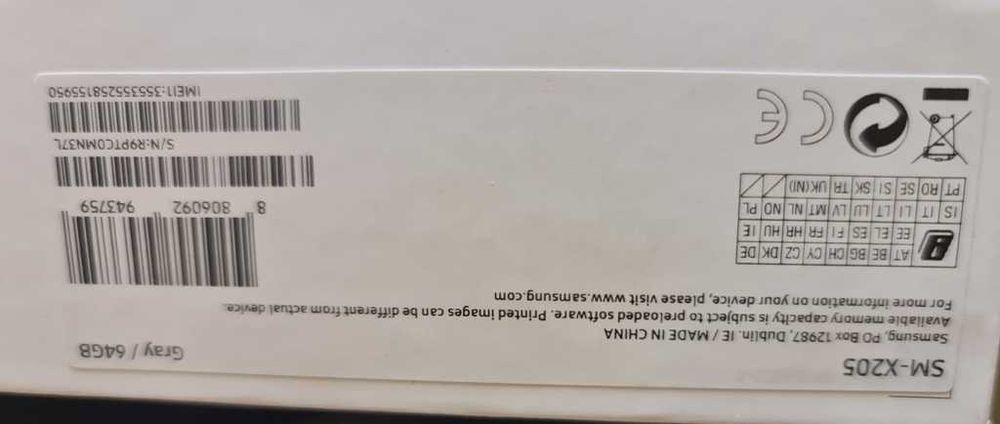 SM-X205 Gray / 64GB
Samsung, PO Box 12987, Dublin. IE / MADE IN CHINA
Available memory capacity is subject to preloaded software. Printed images can be different from actual device.
For more information on your device, please visit www.samsung.com
AT BE BG CH CY CZ DK DE
EE EL ES FI FR HR HU IE
IS IT LI LT LU LV MT NL NO PL
PT RO SE SI SK TR UK(NI)
CE
8 806092 943759
S/N:R9PTC0MN37L
IMEI1:355355258155950